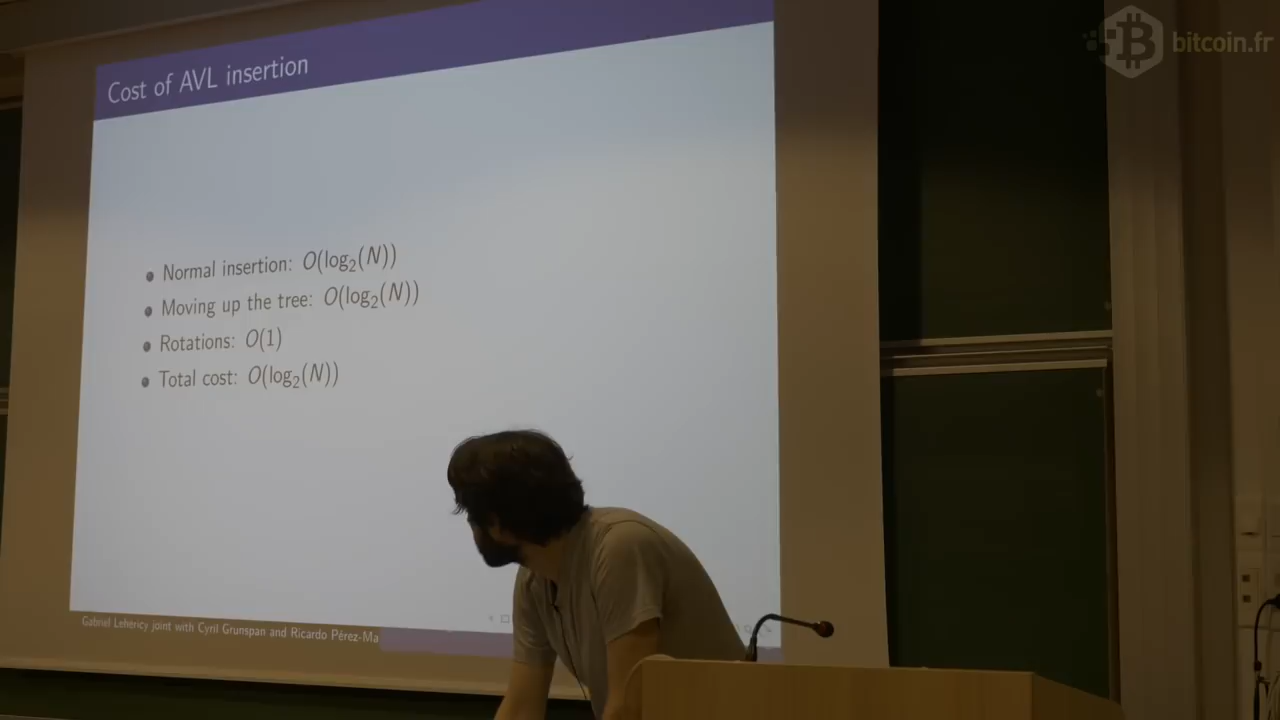 bitcoin.fr
Cost of AVL insertion
Normal insertion: O(log₂(N))
Moving up the tree: O(log₂(N))
Rotations: O(1)
Total cost: O(log₂(N))
Gabriel Lehéricy joint with Cyril Grunspan and Ricardo Pérez-Ma